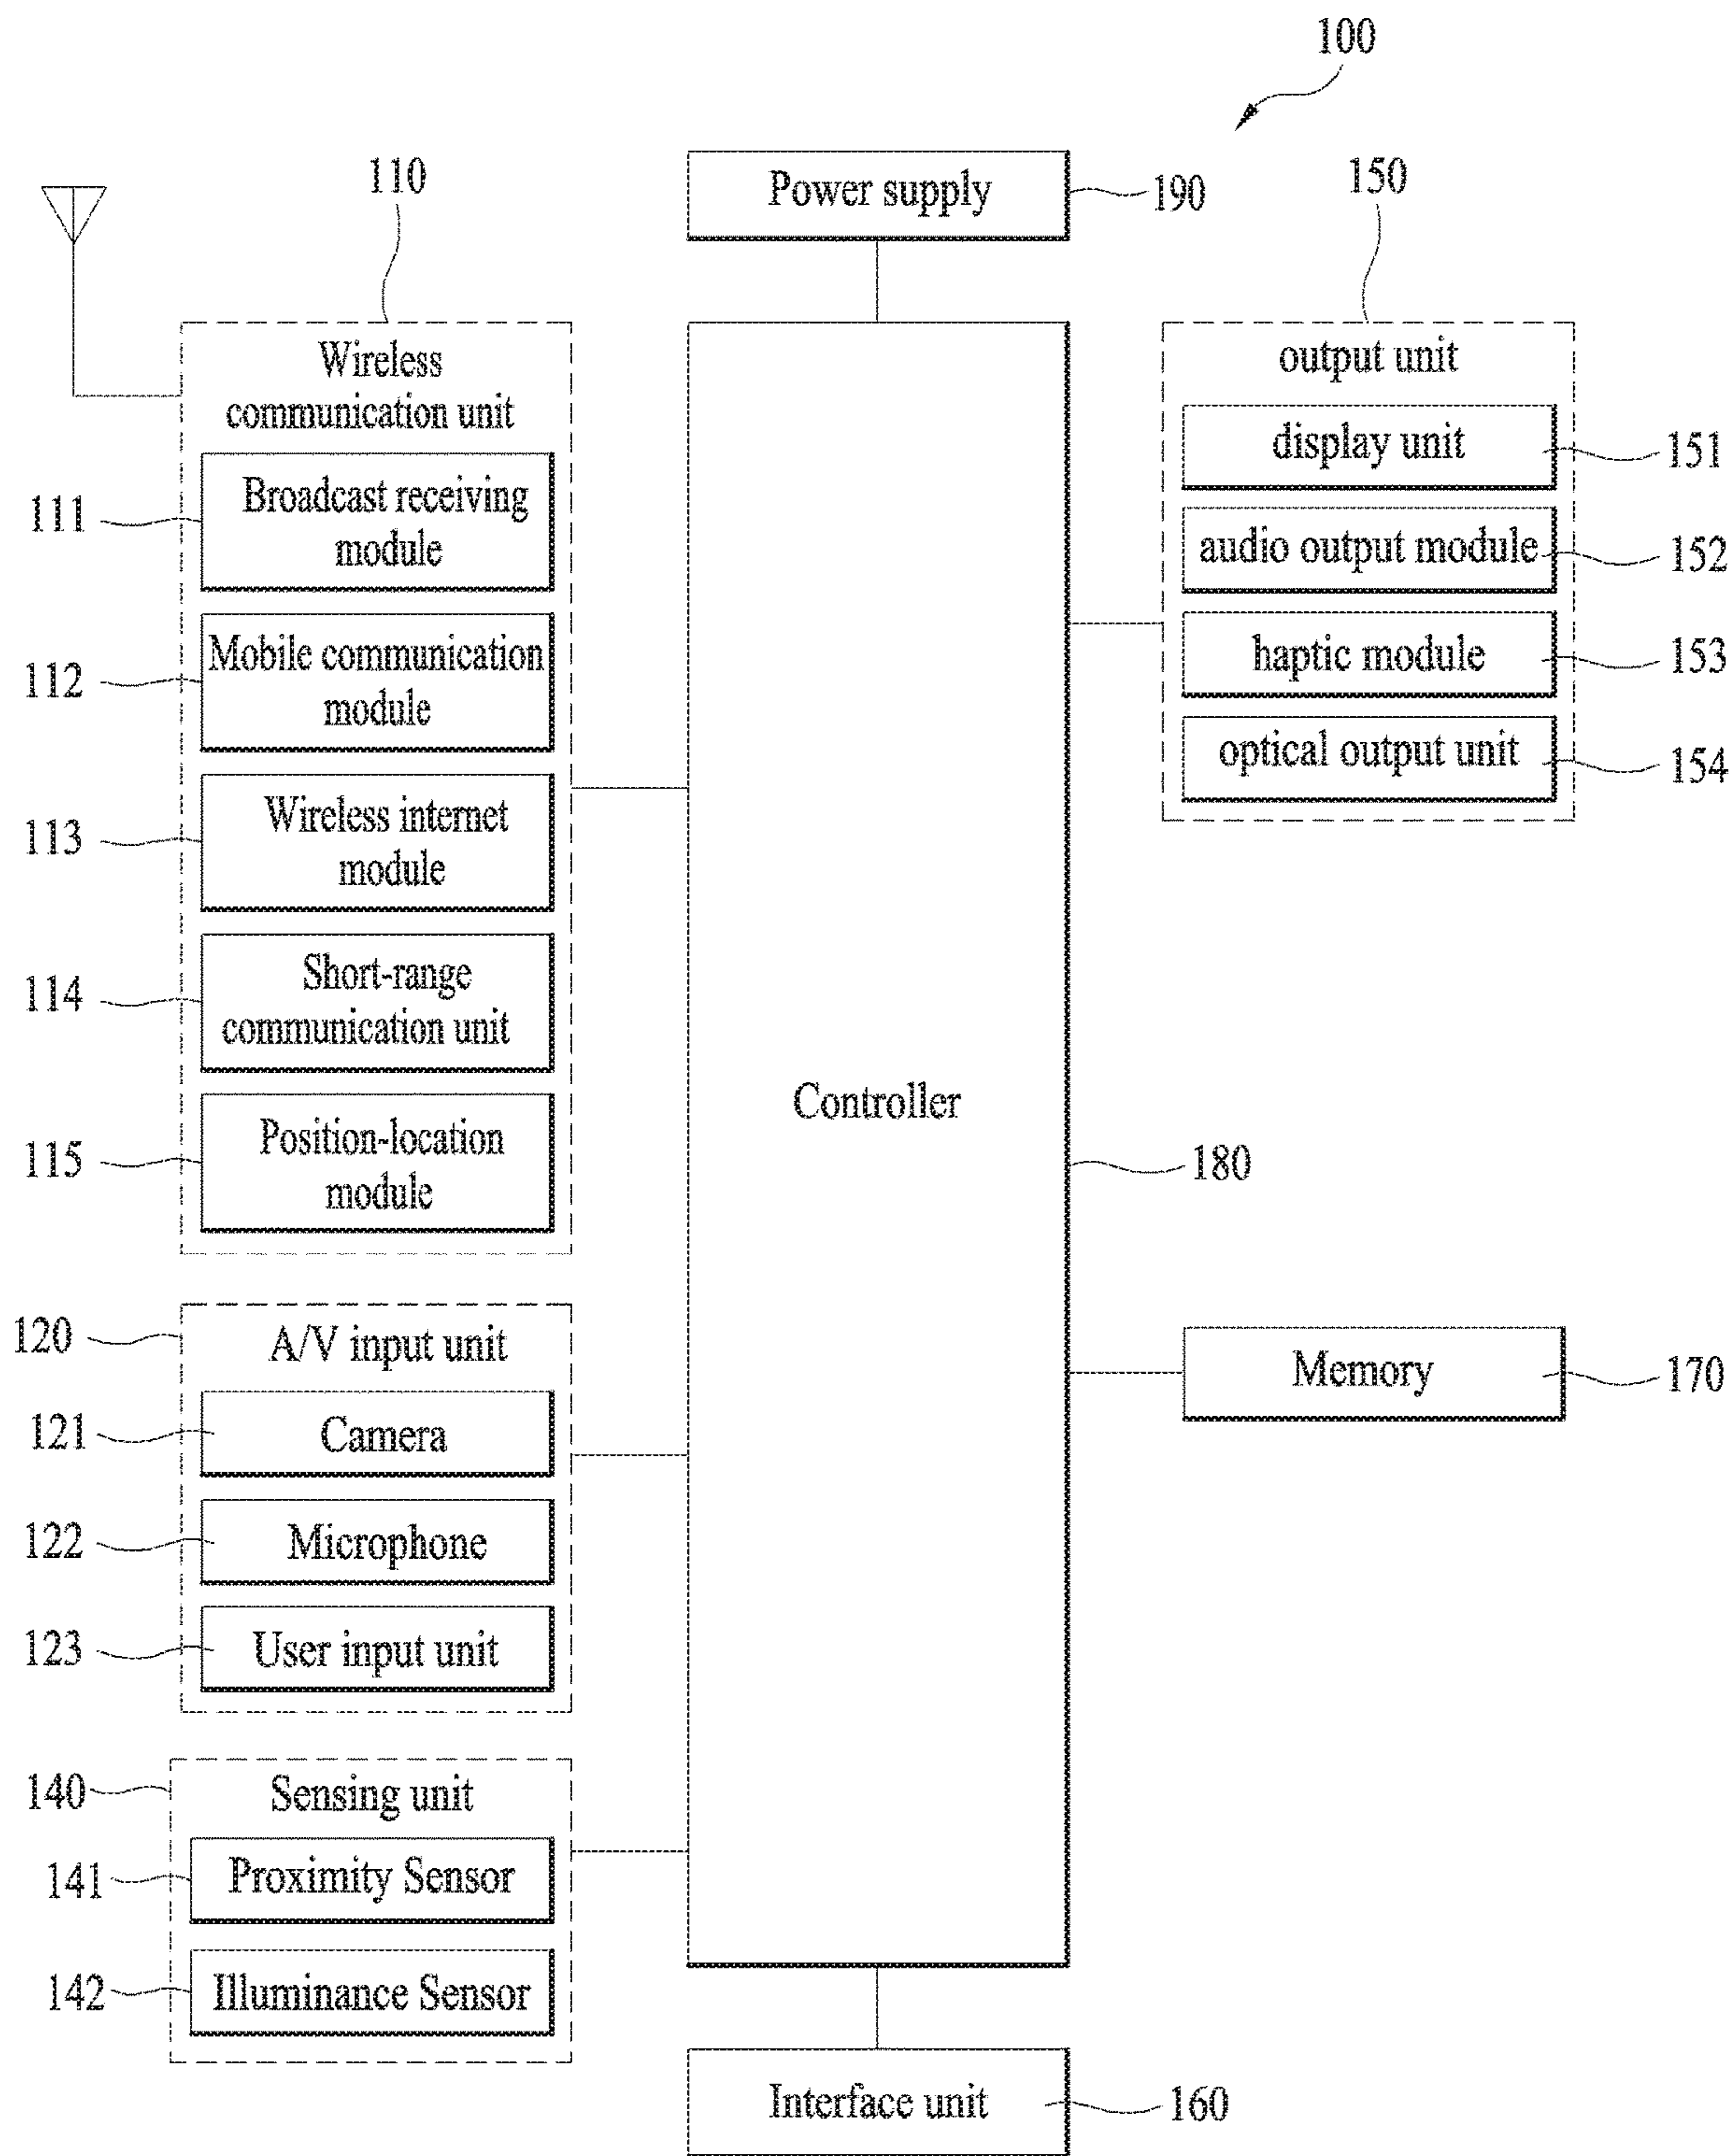 100
110
Power supply
190
150
Wireless
communication unit
output unit
111
Broadcast receiving
module
display unit
151
audio output module
152
112
Mobile communication
module
haptic module
153
optical output unit
154
113
Wireless internet
module
114
Short-range
communication unit
115
Position-location
module
Controller
180
120
A/V input unit
Memory
170
121
Camera
122
Microphone
123
User input unit
140
Sensing unit
141
Proximity Sensor
142
Illuminance Sensor
Interface unit
160